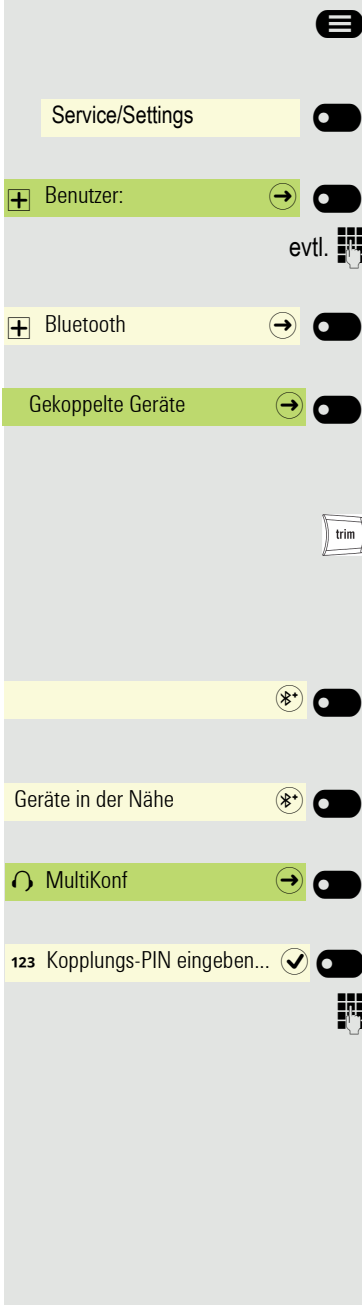 Service/Settings
Benutzer:
evtl.
Bluetooth
Gekoppelte Geräte
trim
Geräte in der Nähe
MultiKonf
123 Kopplungs-PIN eingeben...